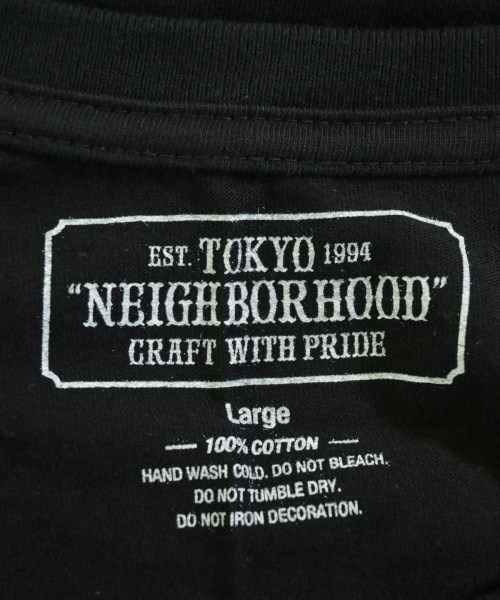 EST. TOKYO 1994
"NEIGHBORHOOD"
CRAFT WITH PRIDE
Large
100% COTTON
HAND WASH COLD. DO NOT BLEACH.
DO NOT TUMBLE DRY.
DO NOT IRON DECORATION.